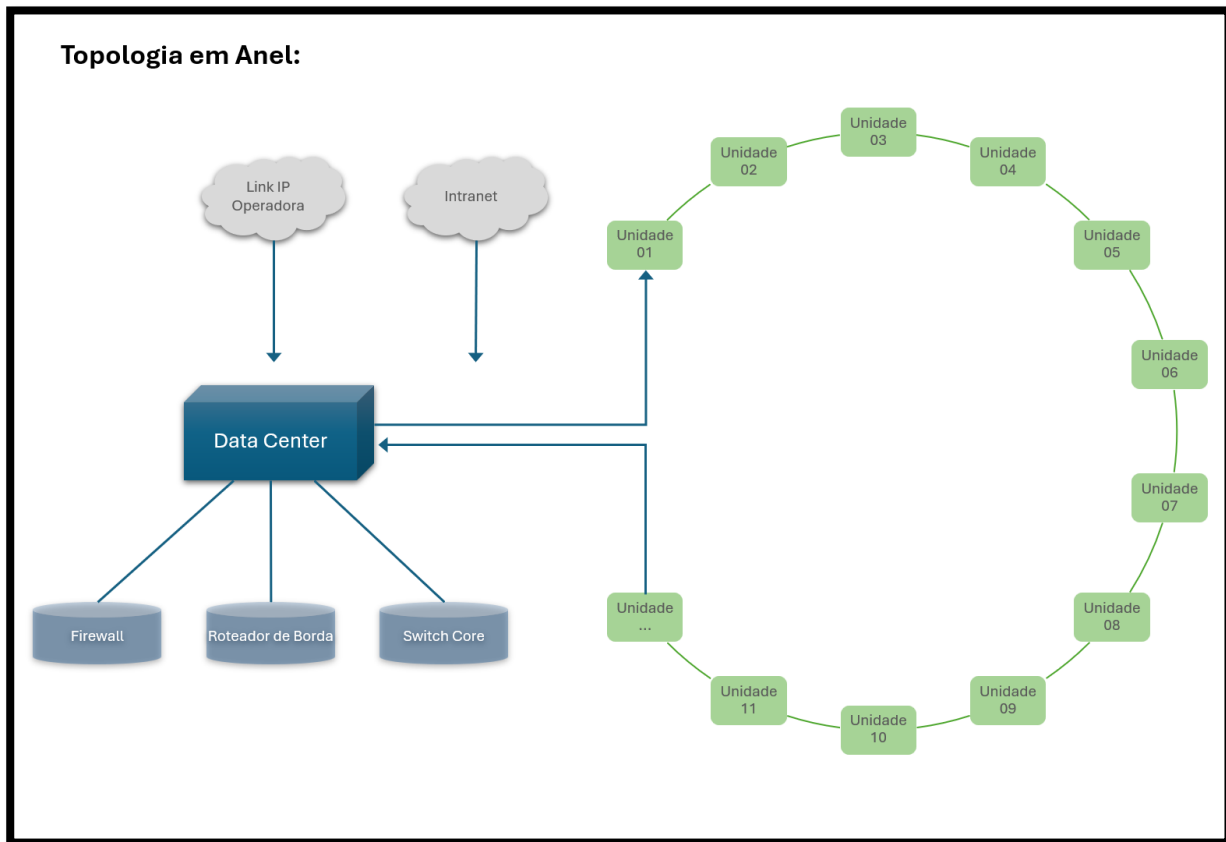 Topologia em Anel:
Link IP
Operadora
Intranet
Data Center
Firewall
Roteador de Borda
Switch Core
Unidade
01
Unidade
02
Unidade
03
Unidade
04
Unidade
05
Unidade
06
Unidade
07
Unidade
08
Unidade
09
Unidade
10
Unidade
11
Unidade
...